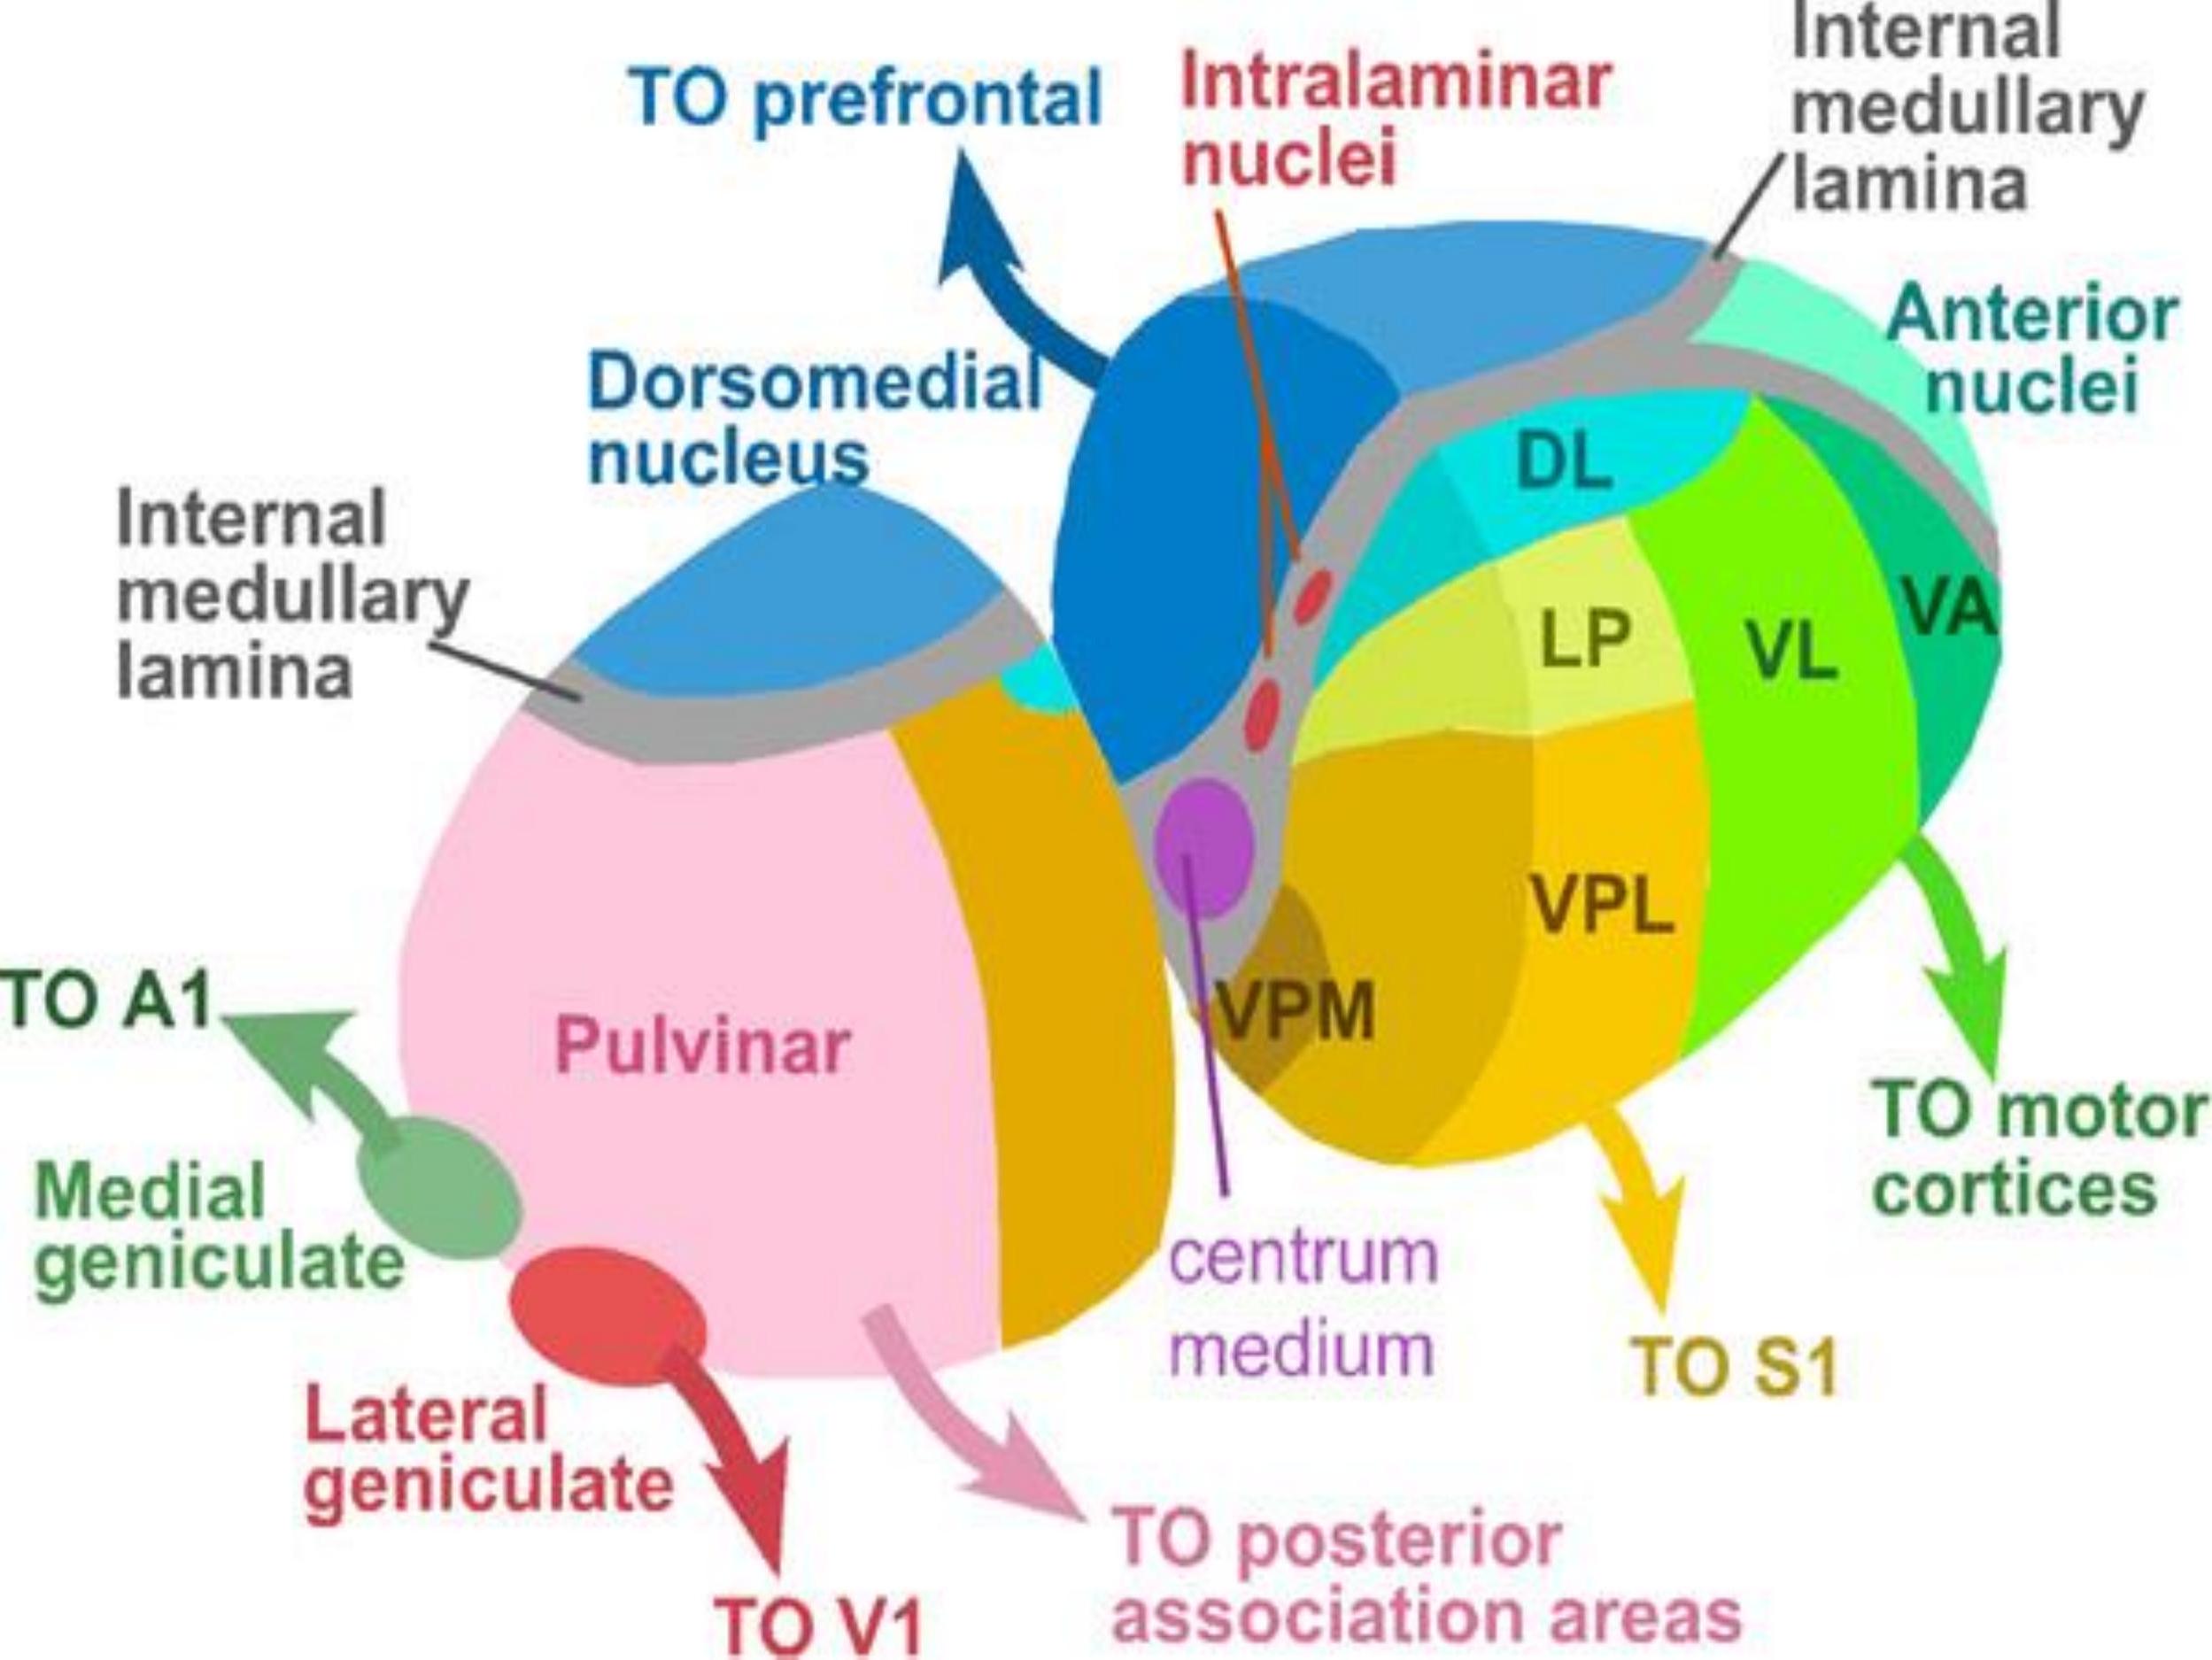 TO prefrontal
Intralaminar
nuclei
Internal
medullary
lamina
Anterior
nuclei
Dorsomedial
nucleus
Internal
medullary
lamina
DL
LP
VL
VA
VPL
VPM
Pulvinar
TO A1
Medial
geniculate
Lateral
geniculate
TO V1
centrum
medium
TO motor
cortices
TO S1
TO posterior
association areas